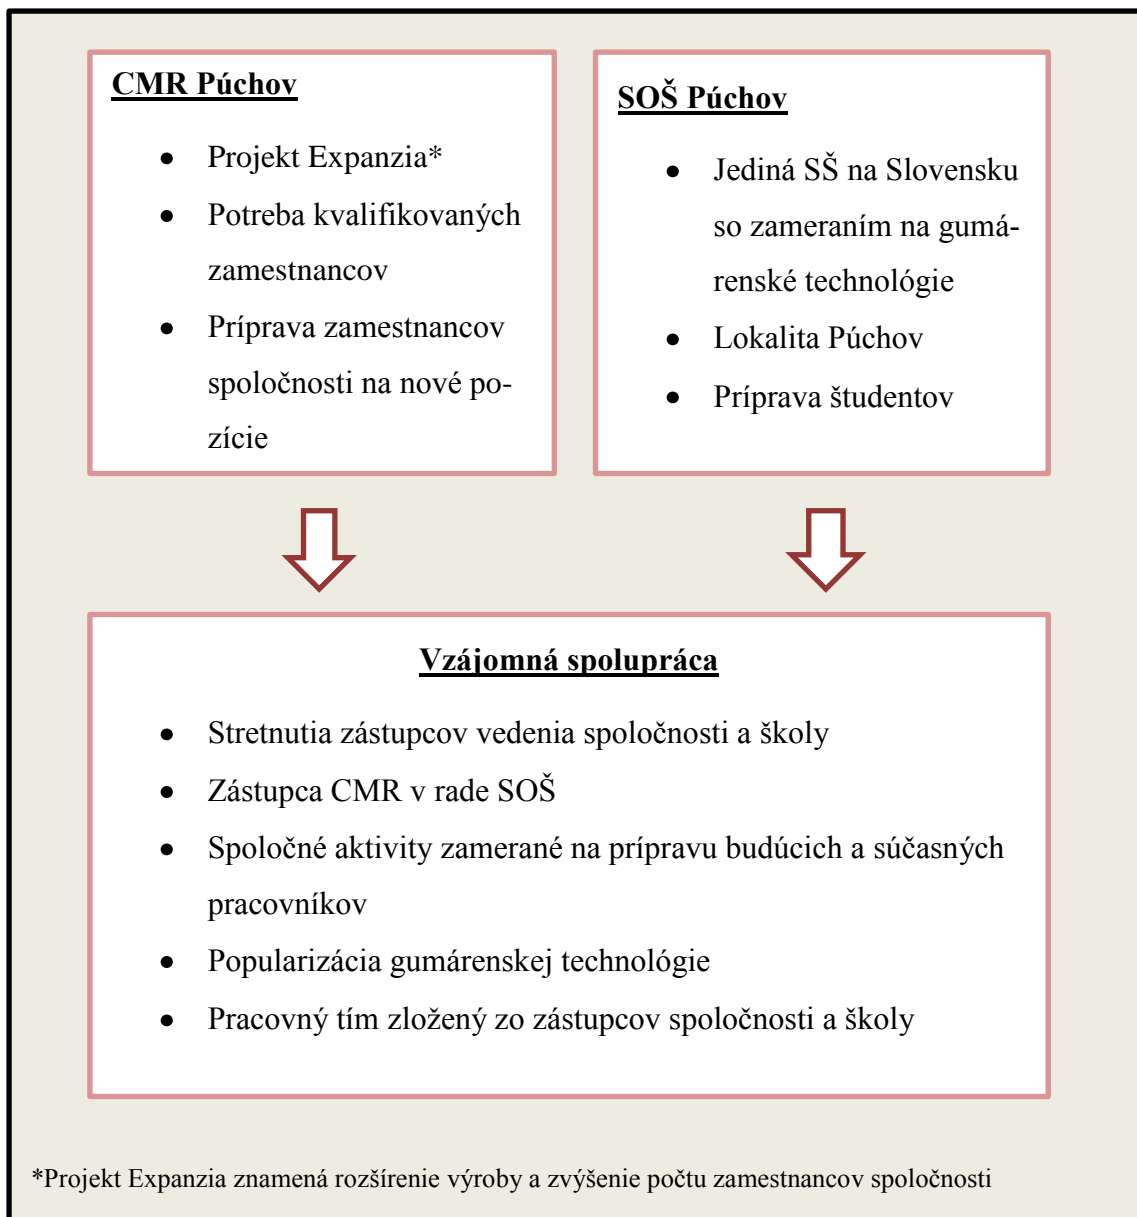 CMR Púchov
• Projekt Expanzia*
• Potreba kvalifikovaných
zamestnancov
• Príprava zamestnancov
spoločnosti na nové po-
zície
SOŠ Púchov
• Jediná SŠ na Slovensku
so zameraním na gumá-
renské technológie
• Lokalita Púchov
• Príprava študentov
Vzájomná spolupráca
• Stretnutia zástupcov vedenia spoločnosti a školy
• Zástupca CMR v rade SOŠ
• Spoločné aktivity zamerané na prípravu budúcich a súčasných
pracovníkov
• Popularizácia gumárenskej technológie
• Pracovný tím zložený zo zástupcov spoločnosti a školy
*Projekt Expanzia znamená rozšírenie výroby a zvýšenie počtu zamestnancov spoločnosti